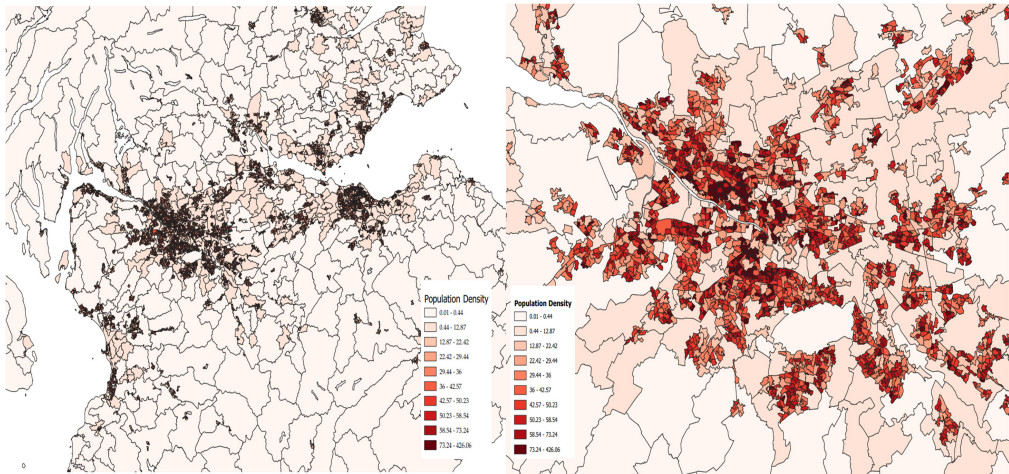 Population Density
0.01 - 0.44
0.44 - 12.87
12.87 - 22.42
22.42 - 29.44
29.44 - 36
36 - 42.57
42.57 - 50.23
50.23 - 58.54
58.54 - 73.24
73.24 - 426.06
Population Density
0.01 - 0.44
0.44 - 12.87
12.87 - 22.42
22.42 - 29.44
29.44 - 36
36 - 42.57
42.57 - 50.23
50.23 - 58.54
58.54 - 73.24
73.24 - 426.06